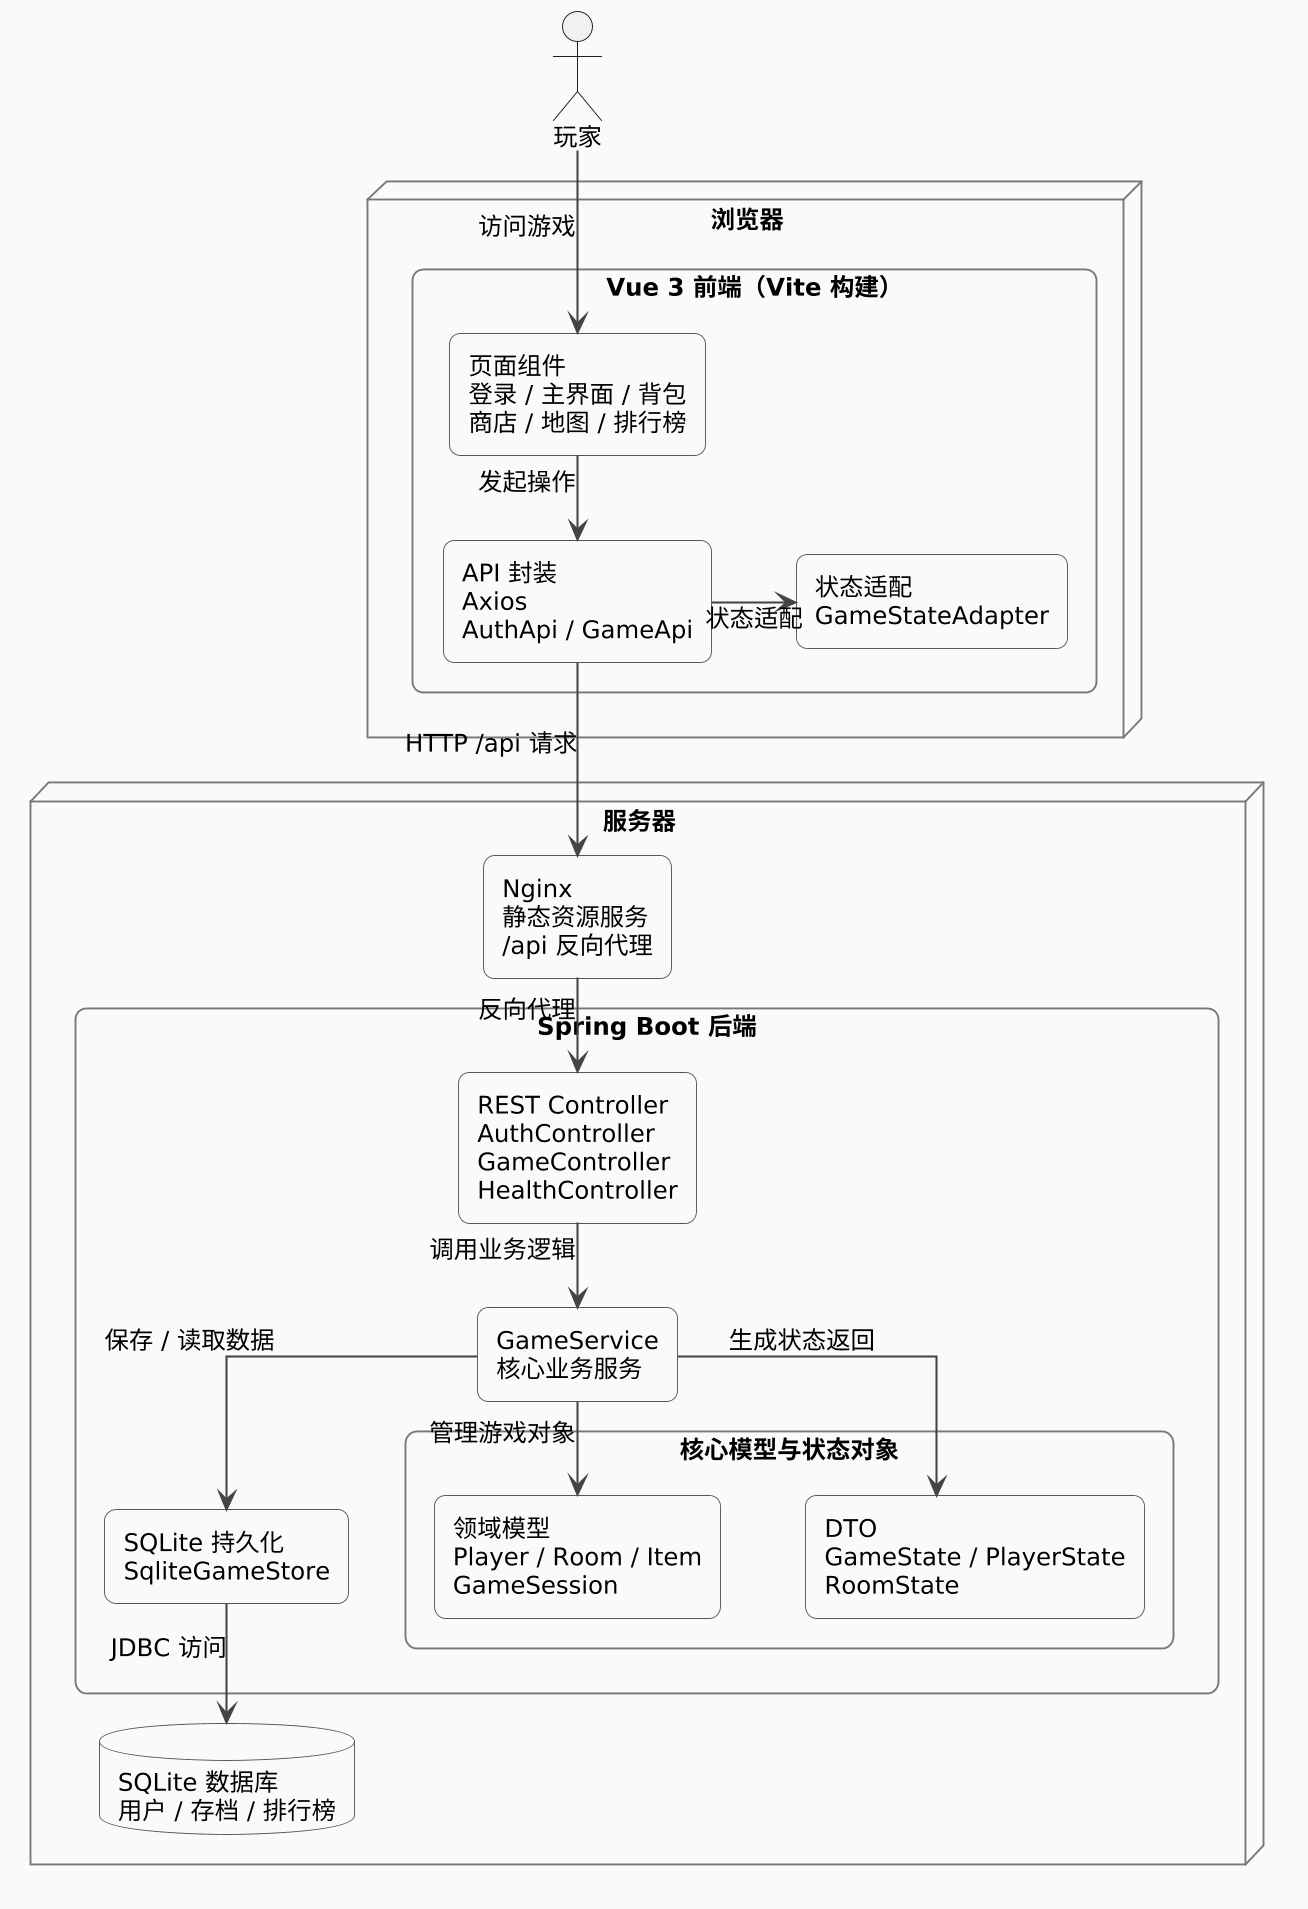 玩家
访问游戏
浏览器
Vue 3 前端（Vite 构建）
页面组件
登录 / 主界面 / 背包
商店 / 地图 / 排行榜
发起操作
API 封装
Axios
AuthApi / GameApi
状态适配
状态适配
GameStateAdapter
HTTP /api 请求
服务器
Nginx
静态资源服务
/api 反向代理
反向代理
Spring Boot 后端
REST Controller
AuthController
GameController
HealthController
调用业务逻辑
保存 / 读取数据
GameService
核心业务服务
生成状态返回
管理游戏对象
核心模型与状态对象
SQLite 持久化
SqliteGameStore
领域模型
Player / Room / Item
GameSession
DTO
GameState / PlayerState
RoomState
JDBC 访问
SQLite 数据库
用户 / 存档 / 排行榜